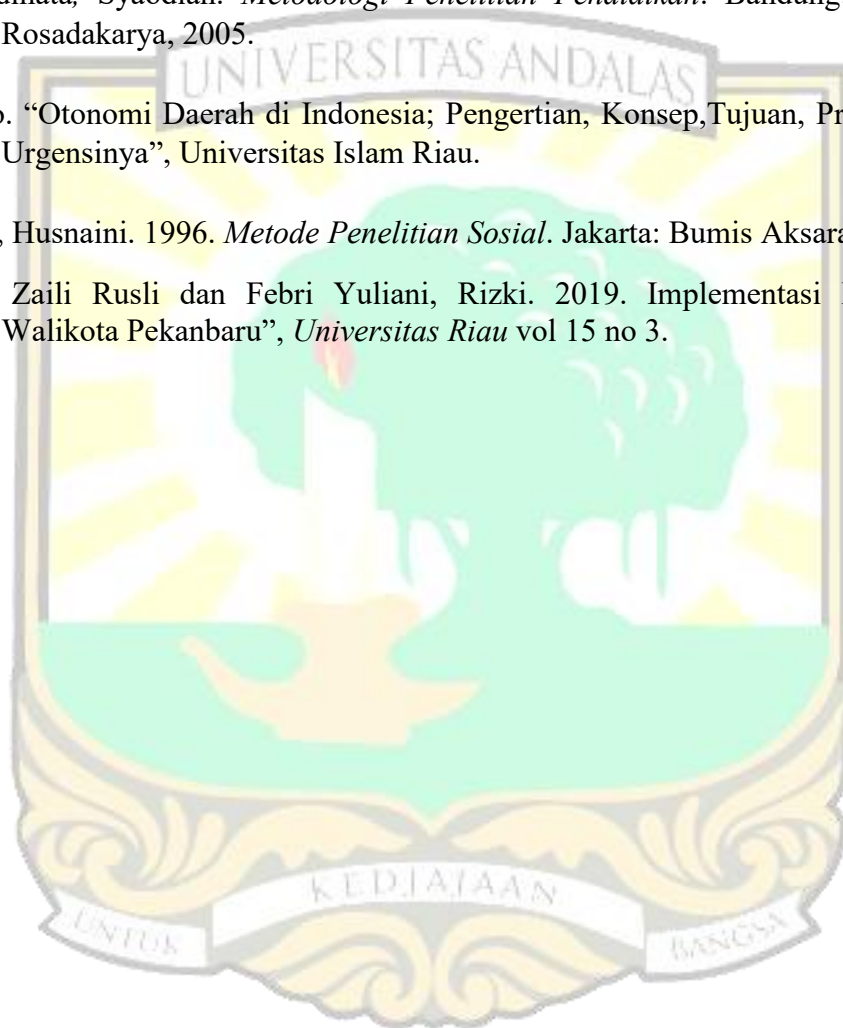 Syaodian. Metodologi Penelitian Pendidikan. Bandung
Rosadakarya, 2005.
UNIVERSITAS ANDALAS
“Otonomi Daerah di Indonesia; Pengertian, Konsep,Tujuan,
Urgensinya”, Universitas Islam Riau.
, Husnaini. 1996. Metode Penelitian Sosial. Jakarta: Bumis Aksara
Zaili Rusli dan Febri Yuliani, Rizki. 2019. Implementasi
Walikota Pekanbaru”, Universitas Riau vol 15 no 3.
KEDJAJAAN
UNTUK
BANGSA